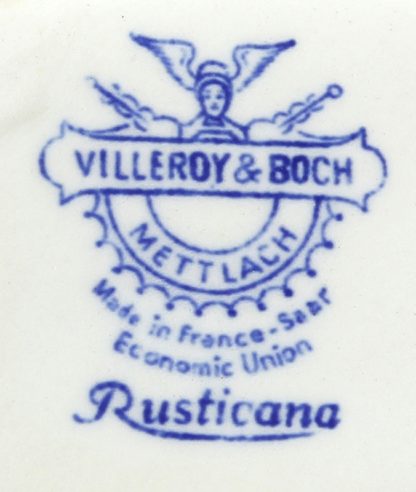 VILLEROY & BOCH
METTLACH
Made in France-Saar
Economic Union
Rusticana